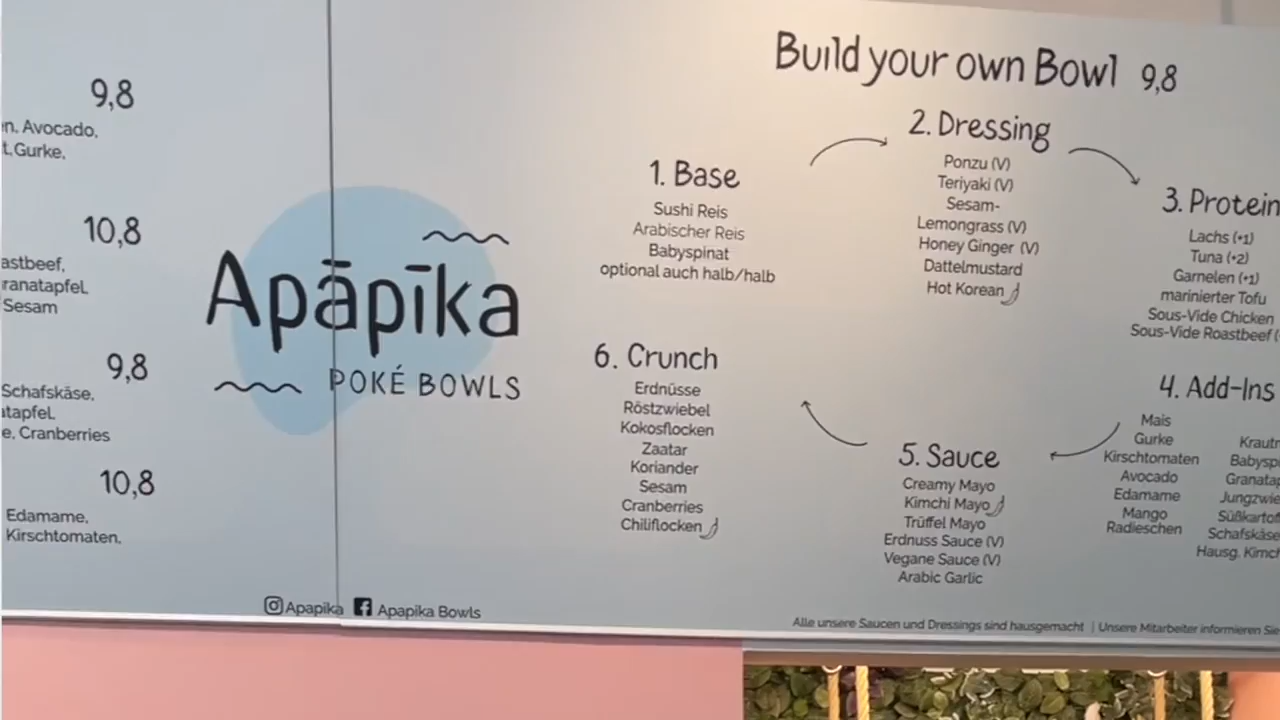 9,8
Avocado,
Gurke,
10,8
Sesam
9,8
Schafskäse,
Cranberries
10,8
Edamame,
Kirschtomaten,
Apāpīka
POKÉ BOWLS
Apapika Apapika Bowls
Build your own Bowl 9,8
1. Base
Sushi Reis
Arabischer Reis
Babyspinat
optional auch halb/halb
2. Dressing
Ponzu (V)
Teriyaki (V)
Sesam-
Lemongrass (V)
Honey Ginger (V)
Dattelmustard
Hot Korean
3. Protein
Lachs (+1)
Tuna (+2)
Garnelen (+1)
marinierter Tofu
Sous-Vide Chicken
Sous-Vide Roastbeef
4. Add-Ins
Mais
Gurke
Kirschtomaten
Avocado
Edamame
Mango
Radieschen
Schafskäse
Hausg.
5. Sauce
Creamy Mayo
Kimchi Mayo
Trüffel Mayo
Erdnuss Sauce (V)
Vegane Sauce (V)
Arabic Garlic
6. Crunch
Erdnüsse
Röstzwiebel
Kokosflocken
Zaatar
Koriander
Sesam
Cranberries
Chiliflocken
Alle unsere Saucen und Dressings sind hausgemacht | Unsere Mitarbeiter informieren